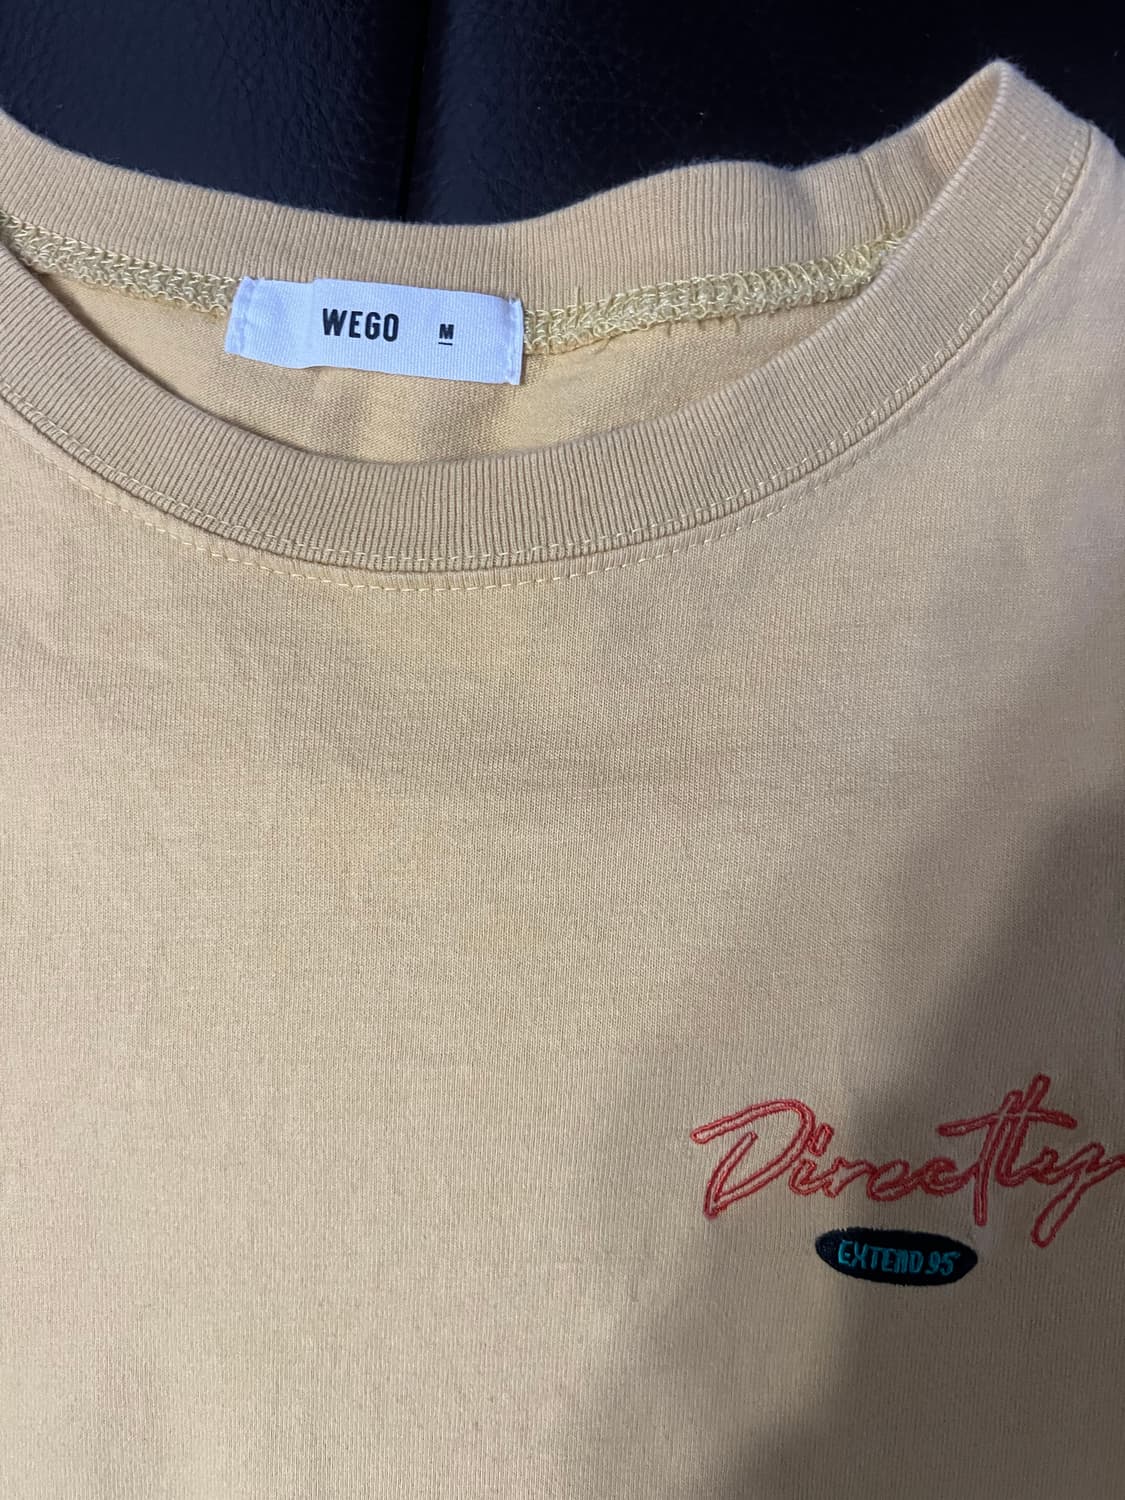 WEGO M
Directly
EXTEND 95